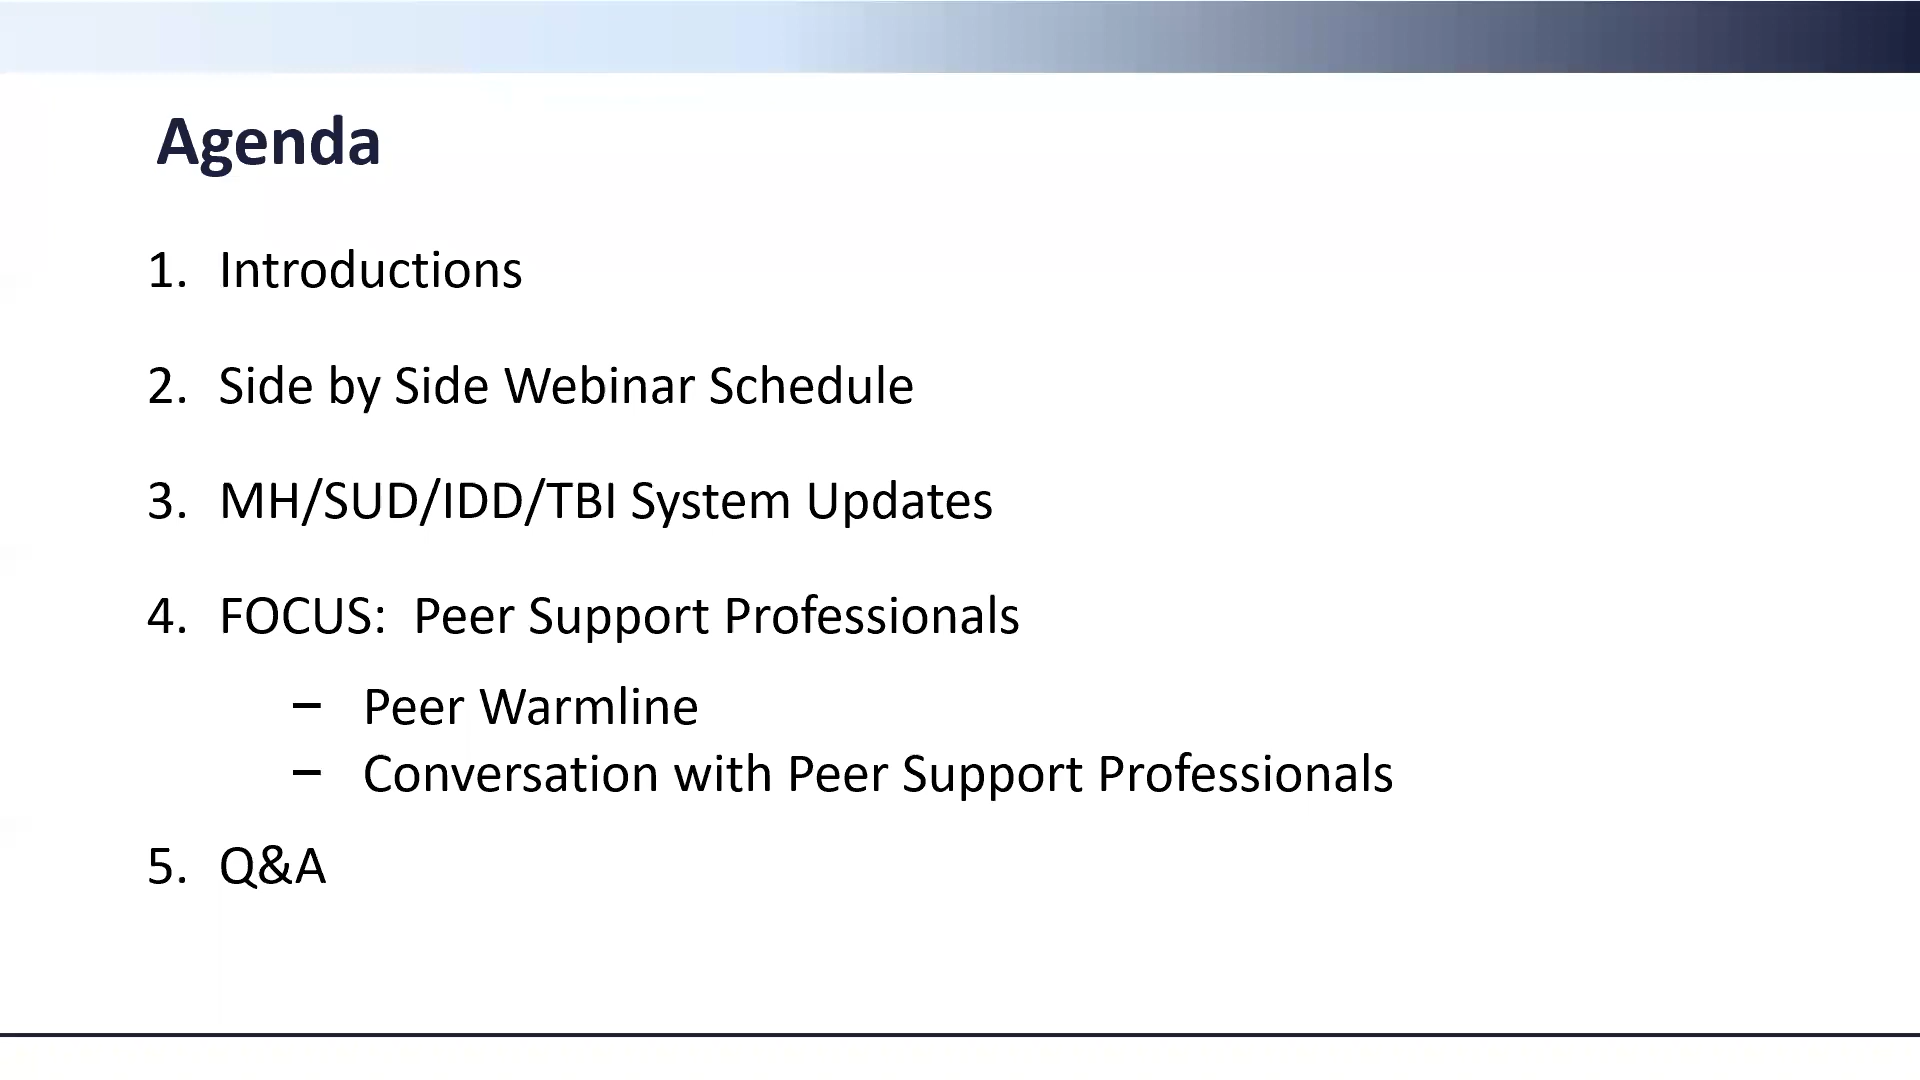 Agenda
1. Introductions
2. Side by Side Webinar Schedule
3. MH/SUD/IDD/TBI System Updates
4. FOCUS:  Peer Support Professionals
– Peer Warmline
– Conversation with Peer Support Professionals
5. Q&A